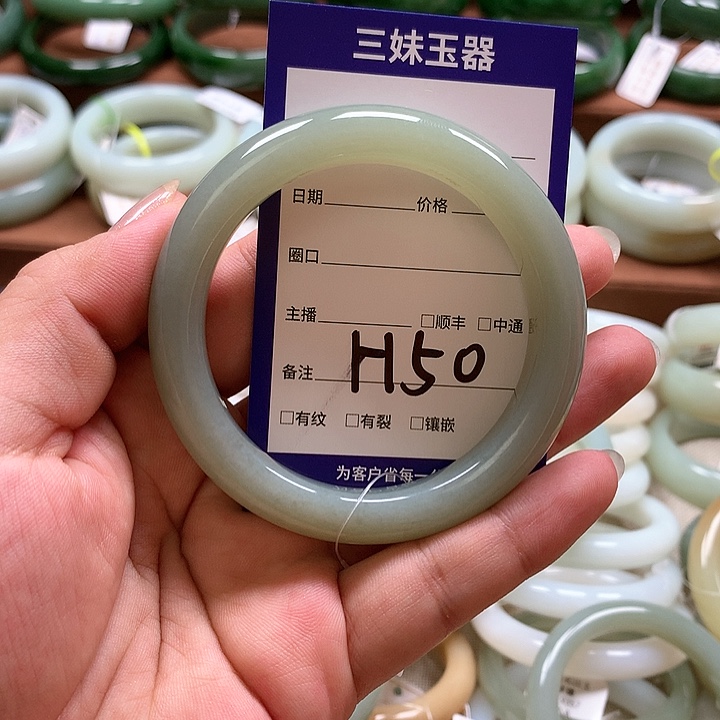 三妹玉器
日期 价格
圈口
主播 □顺丰 □中通
备注 H50
□有纹 □有裂 □镶嵌
为客户省每一